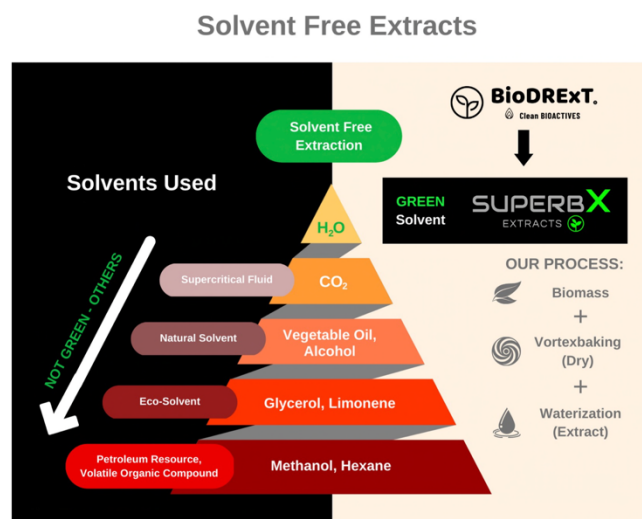 Solvent Free Extracts
BioDRExT®
Clean BIOACTIVES
Solvent Free
Extraction
Solvents Used
GREEN
Solvent
SUPERBX
EXTRACTS
H₂O
NOT GREEN - OTHERS
Supercritical Fluid
CO₂
Natural Solvent
Vegetable Oil,
Alcohol
Eco-Solvent
Glycerol, Limonene
Petroleum Resource,
Volatile Organic Compound
Methanol, Hexane
OUR PROCESS:
Biomass
+
Vortexbaking
(Dry)
+
Waterization
(Extract)